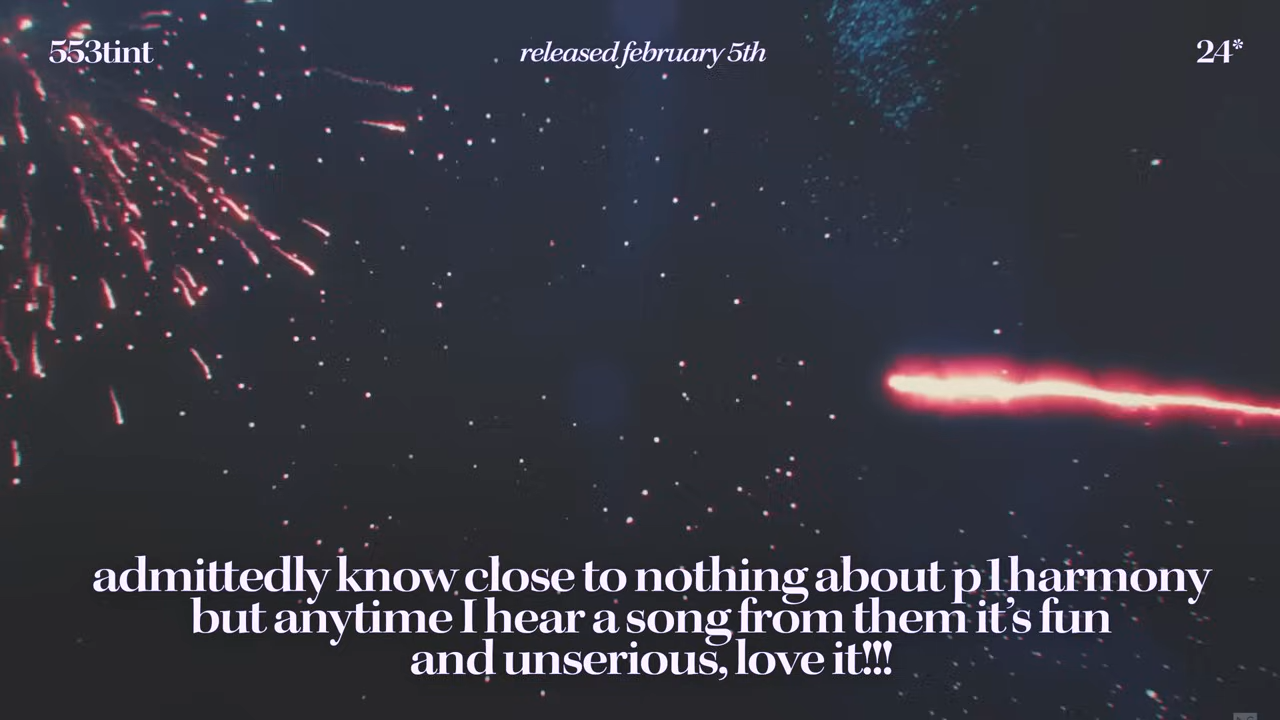 553tint
released february 5th
24*
admittedly know close to nothing about p1harmony
but anytime I hear a song from them it's fun
and unserious, love it!!!